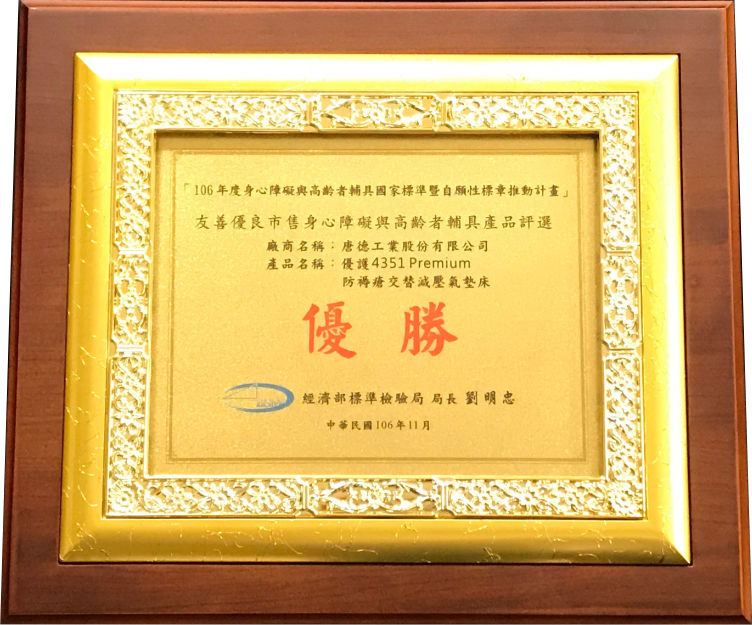 「106年度身心障礙與高齡者輔具國家標準暨自願性標章推動計畫」
友善優良市售身心障礙與高齡者輔具產品評選
廠商名稱：唐德工業股份有限公司
產品名稱：優護4351 Premium
防褥瘡交替減壓氣墊床
優勝
經濟部標準檢驗局 局長 劉明忠
中華民國106年11月